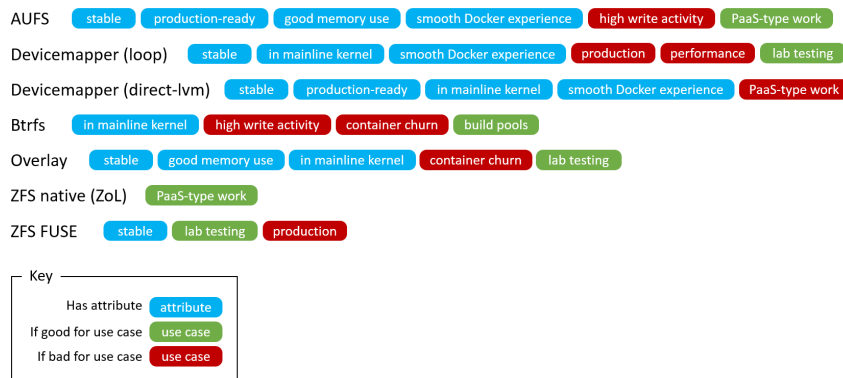 AUFS stable production-ready good memory use smooth Docker experience high write activity PaaS-type work
Devicemapper (loop) stable in mainline kernel smooth Docker experience production performance lab testing
Devicemapper (direct-lvm) stable production-ready in mainline kernel smooth Docker experience PaaS-type work
Btrfs in mainline kernel high write activity container churn build pools
Overlay stable good memory use in mainline kernel container churn lab testing
ZFS native (ZoL) PaaS-type work
ZFS FUSE stable lab testing production
Key
Has attribute attribute
If good for use case use case
If bad for use case use case